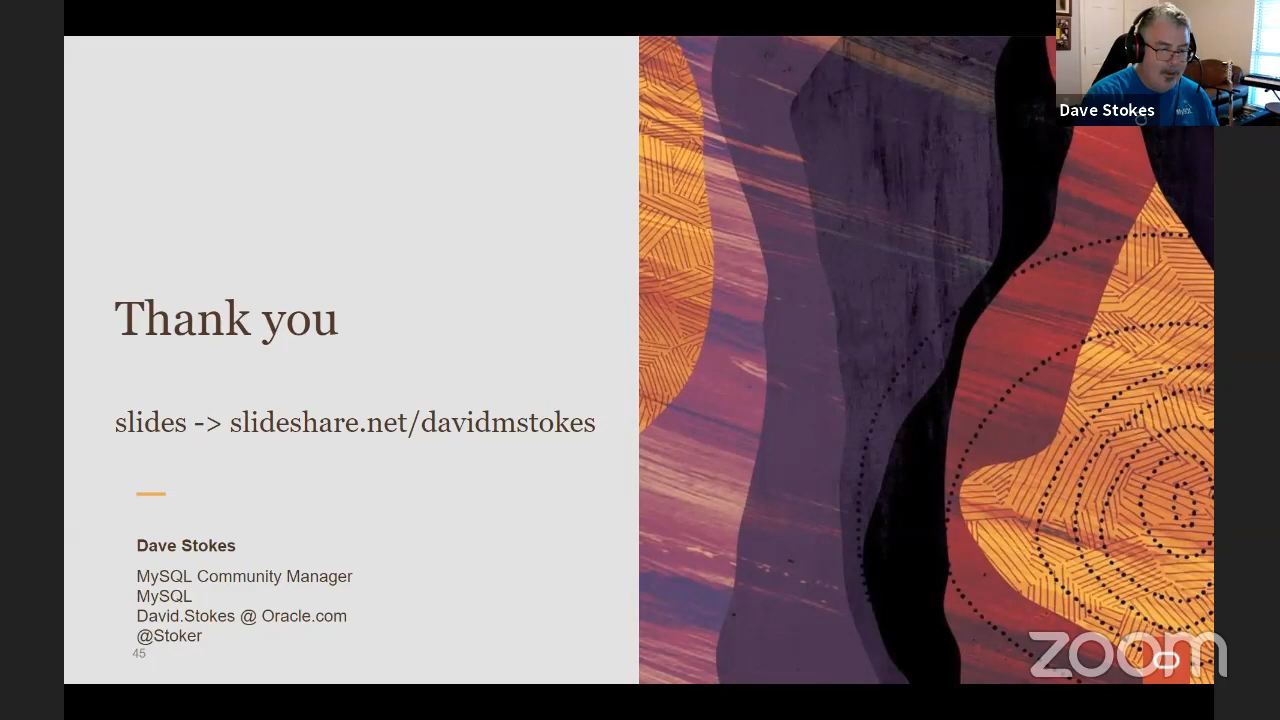 Thank you
slides -> slideshare.net/davidmstokes
Dave Stokes
MySQL Community Manager
MySQL
David.Stokes @ Oracle.com
@Stoker
45
Dave Stokes
MySQL
zoom